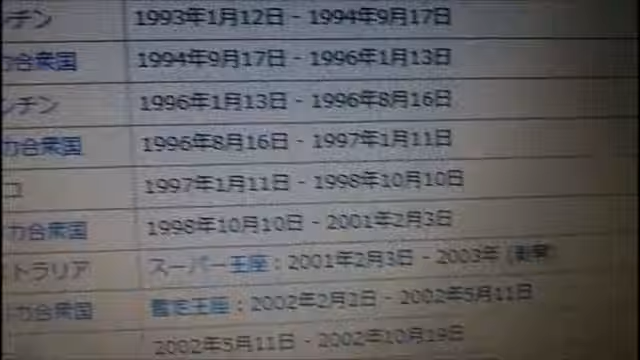 ンチン 1993年1月12日 - 1994年9月17日
カ合衆国 1994年9月17日 - 1996年1月13日
ンチン 1996年1月13日 - 1996年8月16日
カ合衆国 1996年8月16日 - 1997年1月11日
コ 1997年1月11日 - 1998年10月10日
カ合衆国 1998年10月10日 - 2001年2月3日
ストラリア スーパー王座：2001年2月3日 - 2003年 (剥奪)
カ合衆国 暫定王座：2002年2月2日 - 2002年5月11日
2002年5月11日 - 2002年10月19日